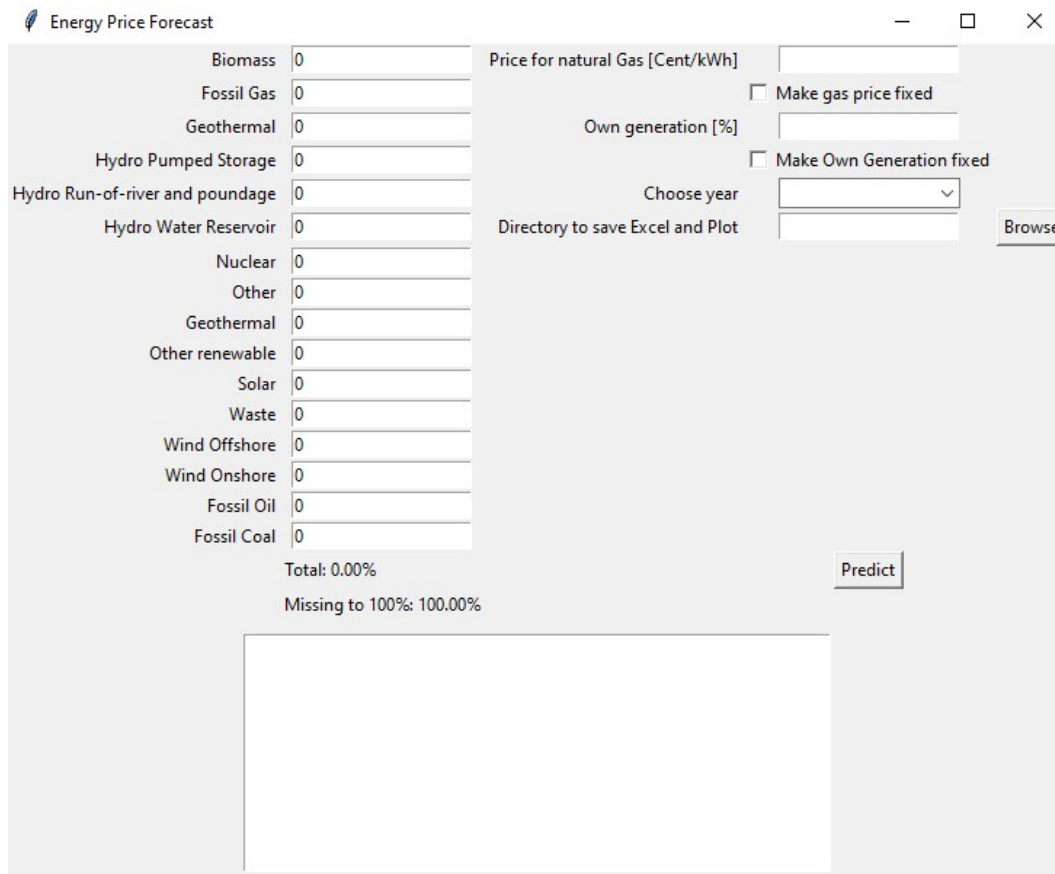 Energy Price Forecast
Biomass 0 Price for natural Gas [Cent/kWh]
Fossil Gas 0 Make gas price fixed
Geothermal 0 Own generation [%]
Hydro Pumped Storage 0 Make Own Generation fixed
Hydro Run-of-river and poundage 0 Choose year
Hydro Water Reservoir 0 Directory to save Excel and Plot Browse
Nuclear 0
Other 0
Geothermal 0
Other renewable 0
Solar 0
Waste 0
Wind Offshore 0
Wind Onshore 0
Fossil Oil 0
Fossil Coal 0
Total: 0.00% Predict
Missing to 100%: 100.00%